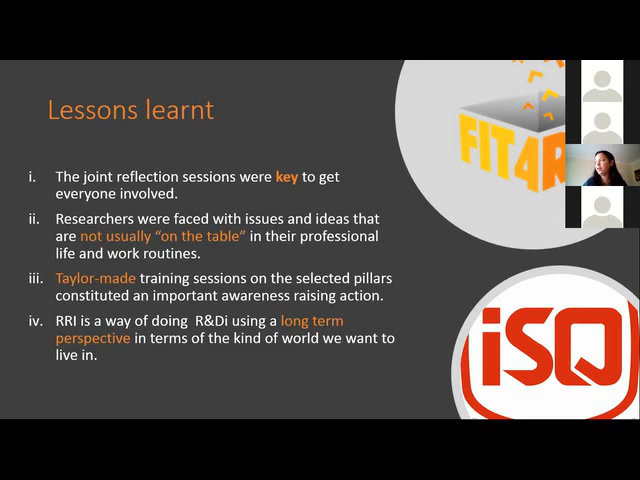 Lessons learnt
i. The joint reflection sessions were key to get
everyone involved.
ii. Researchers were faced with issues and ideas that
are not usually “on the table” in their professional
life and work routines.
iii. Taylor-made training sessions on the selected pillars
constituted an important awareness raising action.
iv. RRI is a way of doing R&Di using a long term
perspective in terms of the kind of world we want to
live in.
FIT4R
iSQ